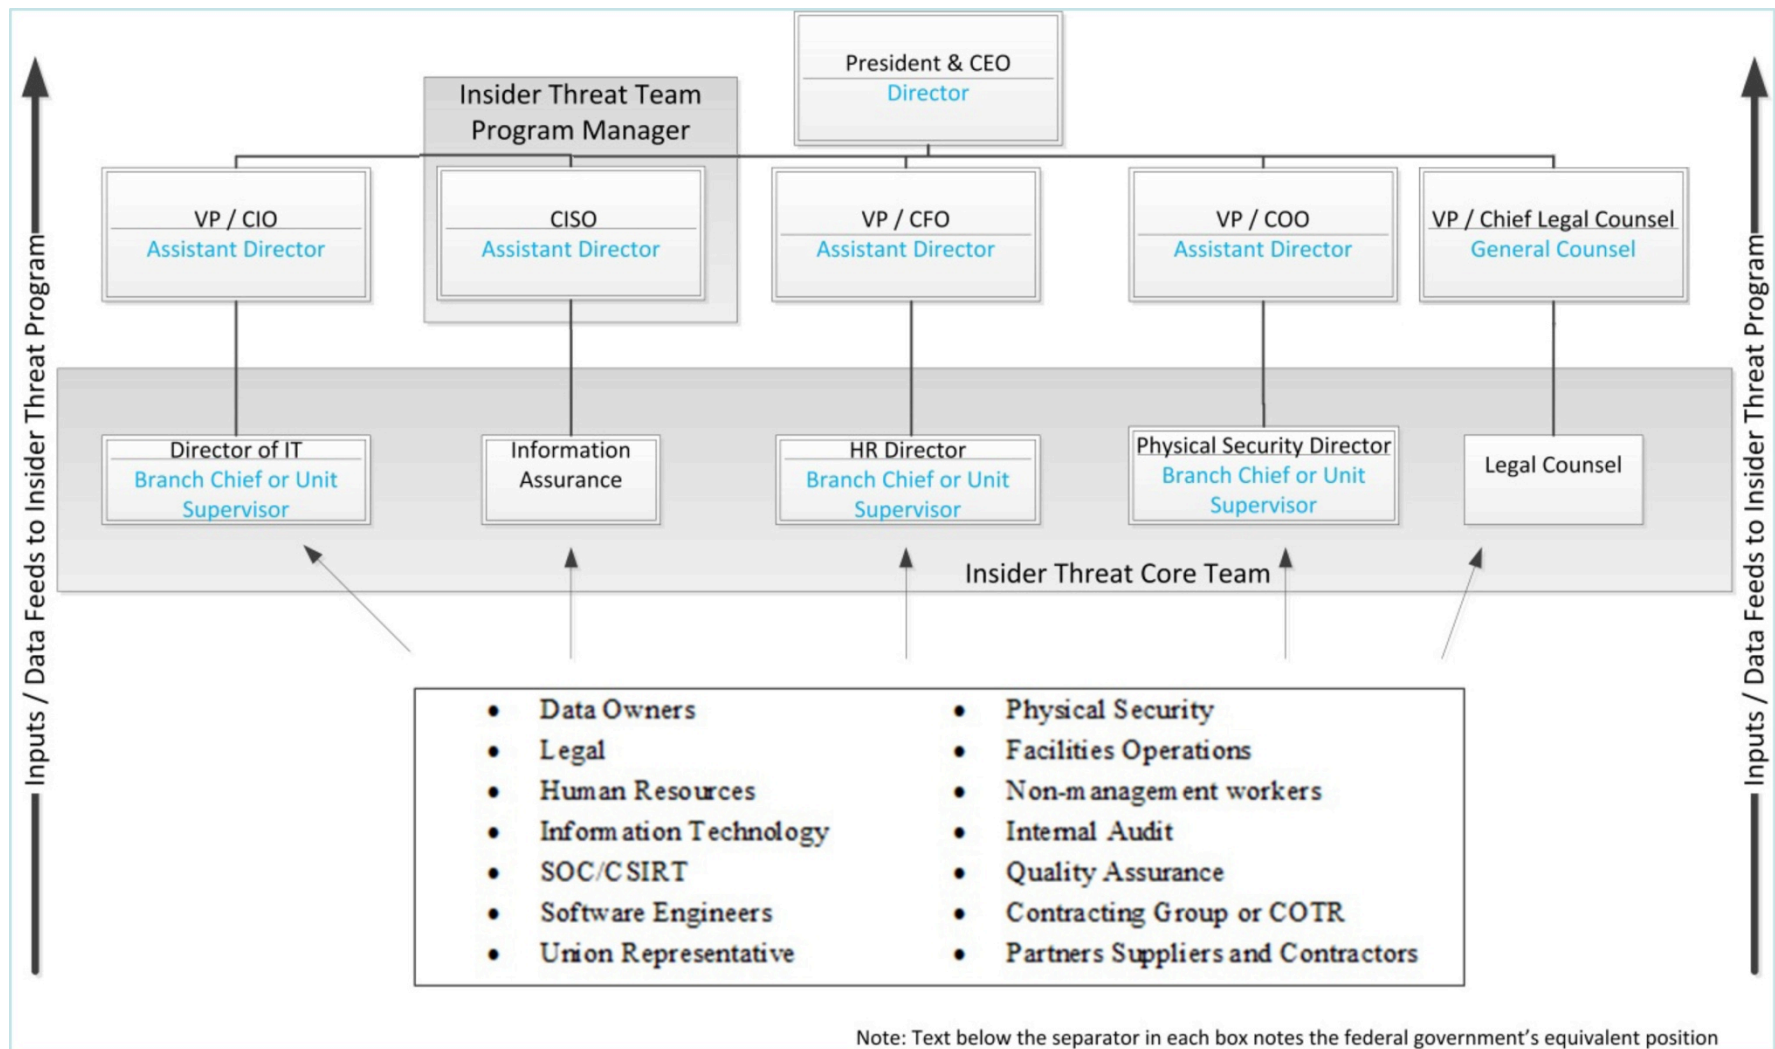 President & CEO
Director
Insider Threat Team
Program Manager
VP / CIO
Assistant Director
CISO
Assistant Director
VP / CFO
Assistant Director
VP / COO
Assistant Director
VP / Chief Legal Counsel
General Counsel
Inputs / Data Feeds to Insider Threat Program
Inputs / Data Feeds to Insider Threat Program
Director of IT
Branch Chief or Unit
Supervisor
Information
Assurance
HR Director
Branch Chief or Unit
Supervisor
Physical Security Director
Branch Chief or Unit
Supervisor
Legal Counsel
Insider Threat Core Team
• Data Owners
• Legal
• Human Resources
• Information Technology
• SOC/CSIRT
• Software Engineers
• Union Representative
• Physical Security
• Facilities Operations
• Non-management workers
• Internal Audit
• Quality Assurance
• Contracting Group or COTR
• Partners Suppliers and Contractors
Note: Text below the separator in each box notes the federal government’s equivalent position